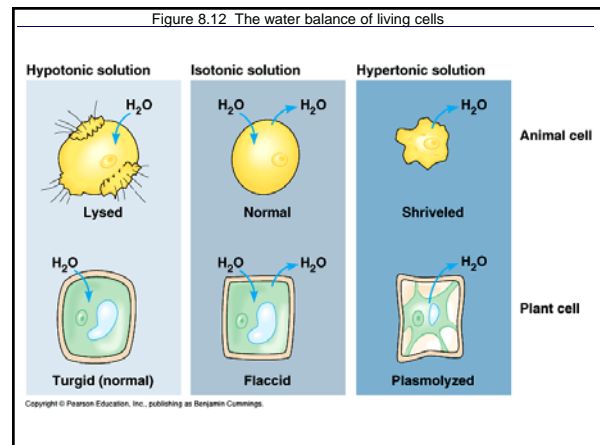 Figure 8.12  The water balance of living cells
Hypotonic solution
Isotonic solution
Hypertonic solution
H₂O
H₂O
H₂O
H₂O
Animal cell
Lysed
Normal
Shriveled
H₂O
H₂O
H₂O
H₂O
Plant cell
Turgid (normal)
Flaccid
Plasmolyzed
Copyright © Pearson Education, Inc., publishing as Benjamin Cummings.